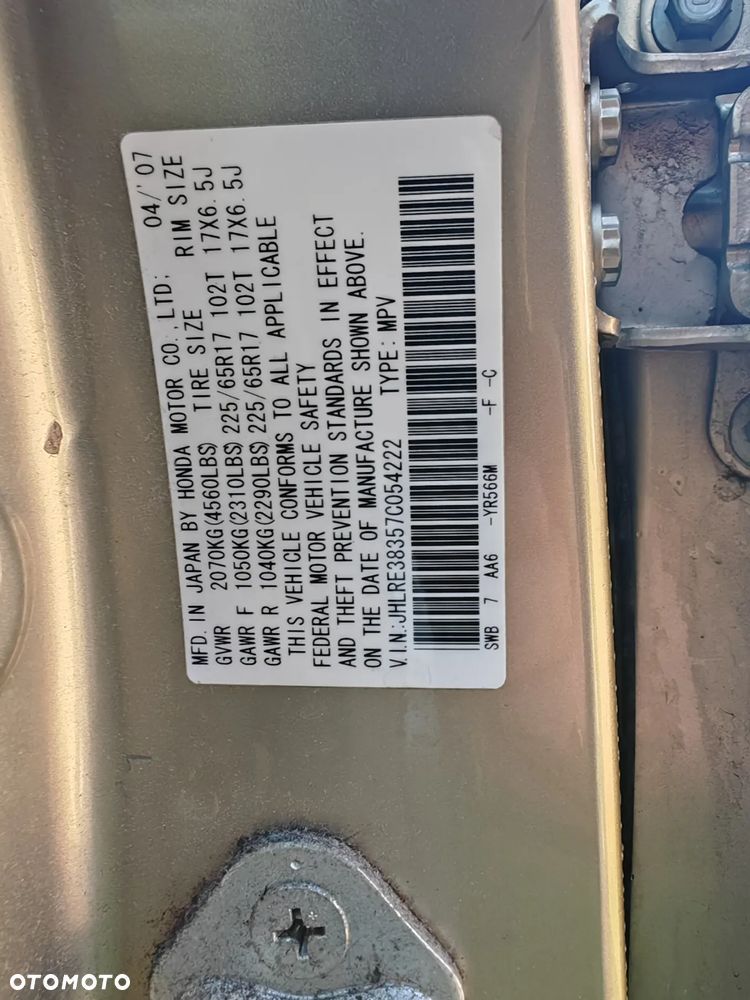 MFD. IN JAPAN BY HONDA MOTOR CO.,LTD; 04/'07
GVWR 2070KG(4560LBS) TIRE SIZE RIM SIZE
GAWR F 1050KG(2310LBS) 225/65R17 102T 17X6.5J
GAWR R 1040KG(2290LBS) 225/65R17 102T 17X6.5J
THIS VEHICLE CONFORMS TO ALL APPLICABLE
FEDERAL MOTOR VEHICLE SAFETY
AND THEFT PREVENTION STANDARDS IN EFFECT
ON THE DATE OF MANUFACTURE SHOWN ABOVE.
V.I.N:JHLRE38357C054222 TYPE: MPV
SWB 7 AA6 -YR566M -F -C
OTOMOTO